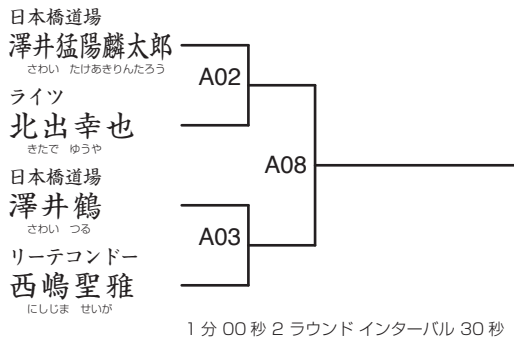 日本橋道場
澤井猛陽麟太郎
さわい たけあきりんたろう
A02
ライツ
北出幸也
きたで ゆうや
A08
日本橋道場
澤井鶴
さわい つる
A03
リーテコンドー
西嶋聖雅
にしじま せいが
1分00秒2ラウンド インターバル 30秒